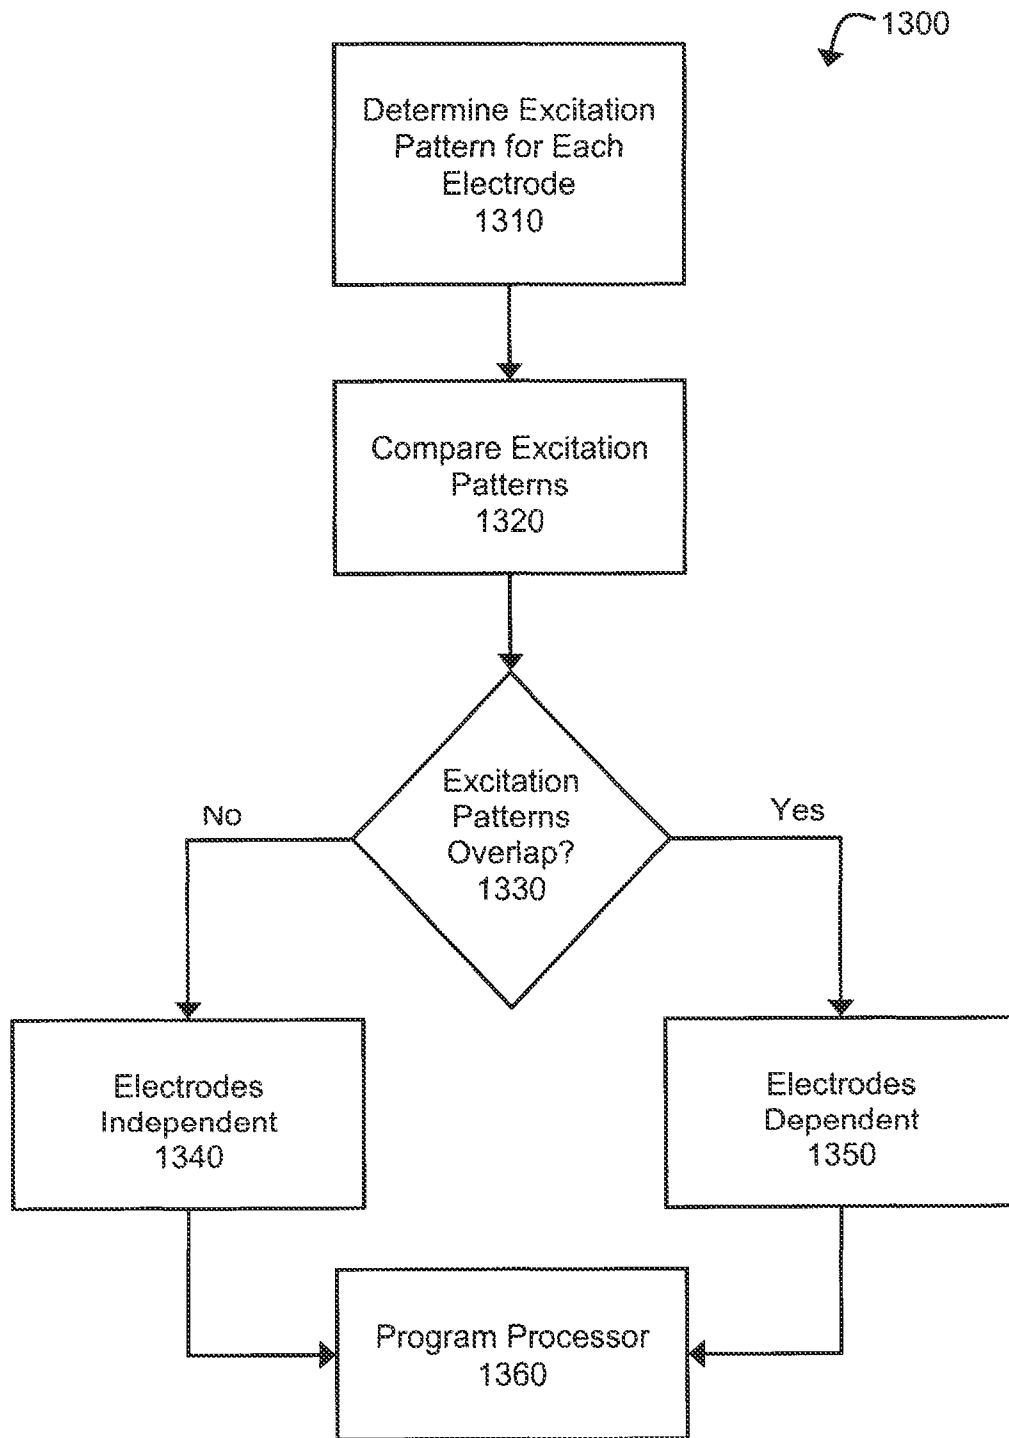 1300
Determine Excitation
Pattern for Each
Electrode
1310
Compare Excitation
Patterns
1320
Excitation
Patterns
Overlap?
1330
No
Yes
Electrodes
Independent
1340
Electrodes
Dependent
1350
Program Processor
1360